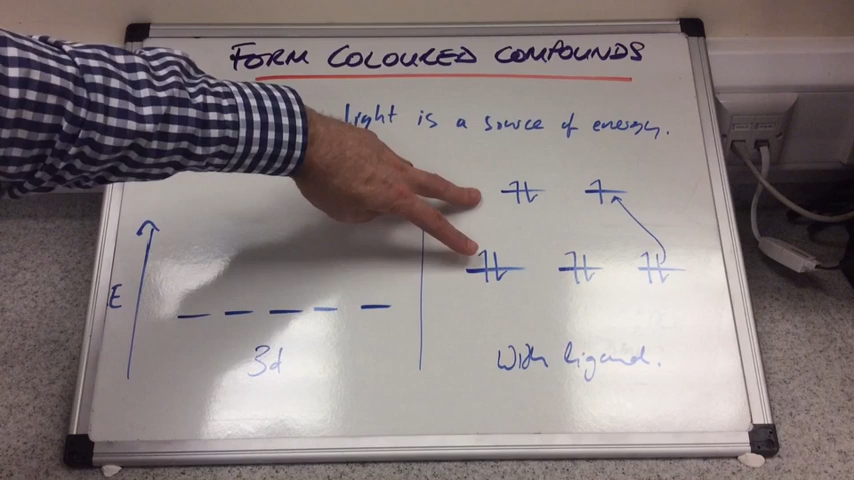 FORM COLOURED COMPOUNDS
light is a source of energy.
E
3d
With ligand.